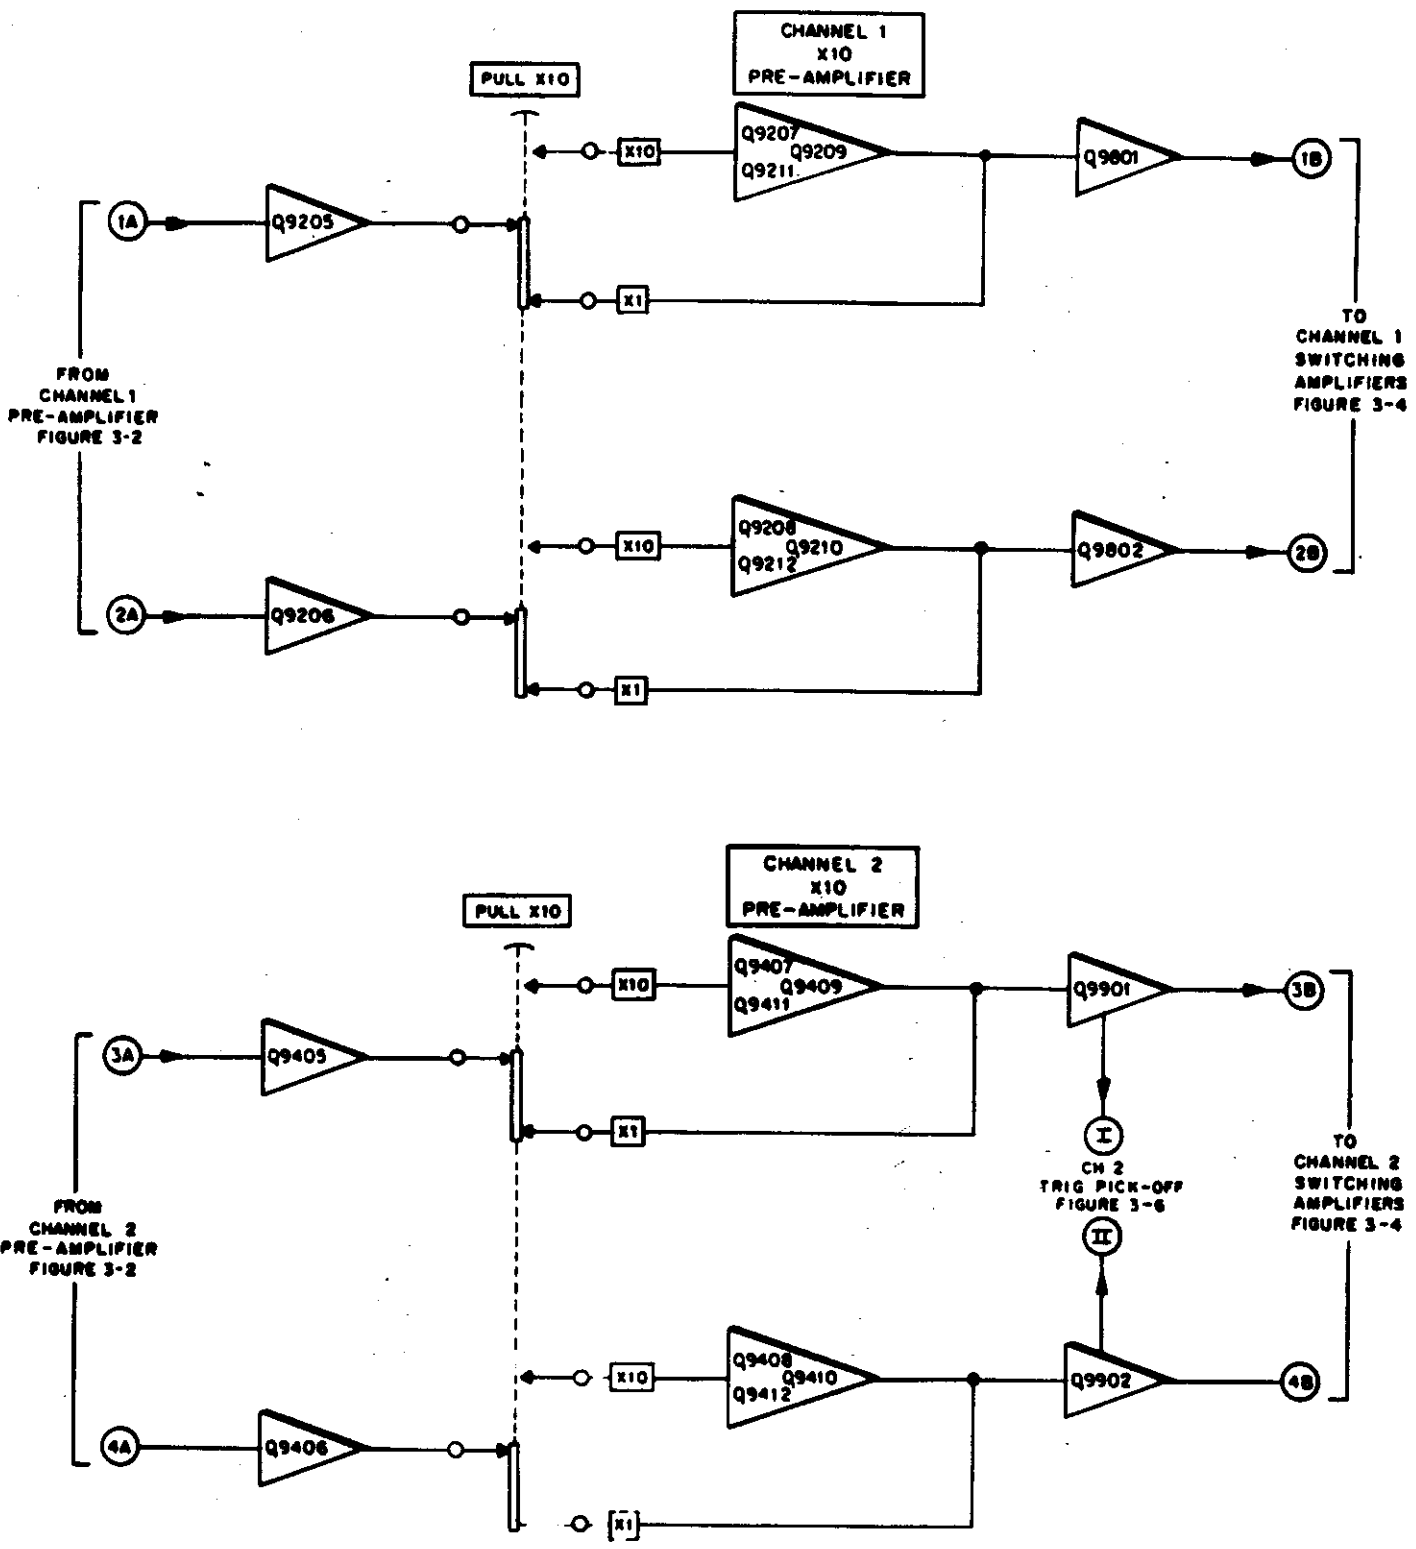 CHANNEL 1
X10
PRE-AMPLIFIER
PULL X10
X10
Q9207
Q9209
Q9211
Q9801
1B
1A
Q9205
X1
FROM
CHANNEL 1
PRE-AMPLIFIER
FIGURE 3-2
TO
CHANNEL 1
SWITCHING
AMPLIFIERS
FIGURE 3-4
X10
Q9208
Q9210
Q9212
Q9802
2B
2A
Q9206
X1
CHANNEL 2
X10
PRE-AMPLIFIER
PULL X10
X10
Q9407
Q9409
Q9411
Q9901
3B
3A
Q9405
X1
I
CH 2
TRIG PICK-OFF
FIGURE 3-6
II
FROM
CHANNEL 2
PRE-AMPLIFIER
FIGURE 3-2
TO
CHANNEL 2
SWITCHING
AMPLIFIERS
FIGURE 3-4
X10
Q9408
Q9410
Q9412
Q9902
4B
4A
Q9406
X1